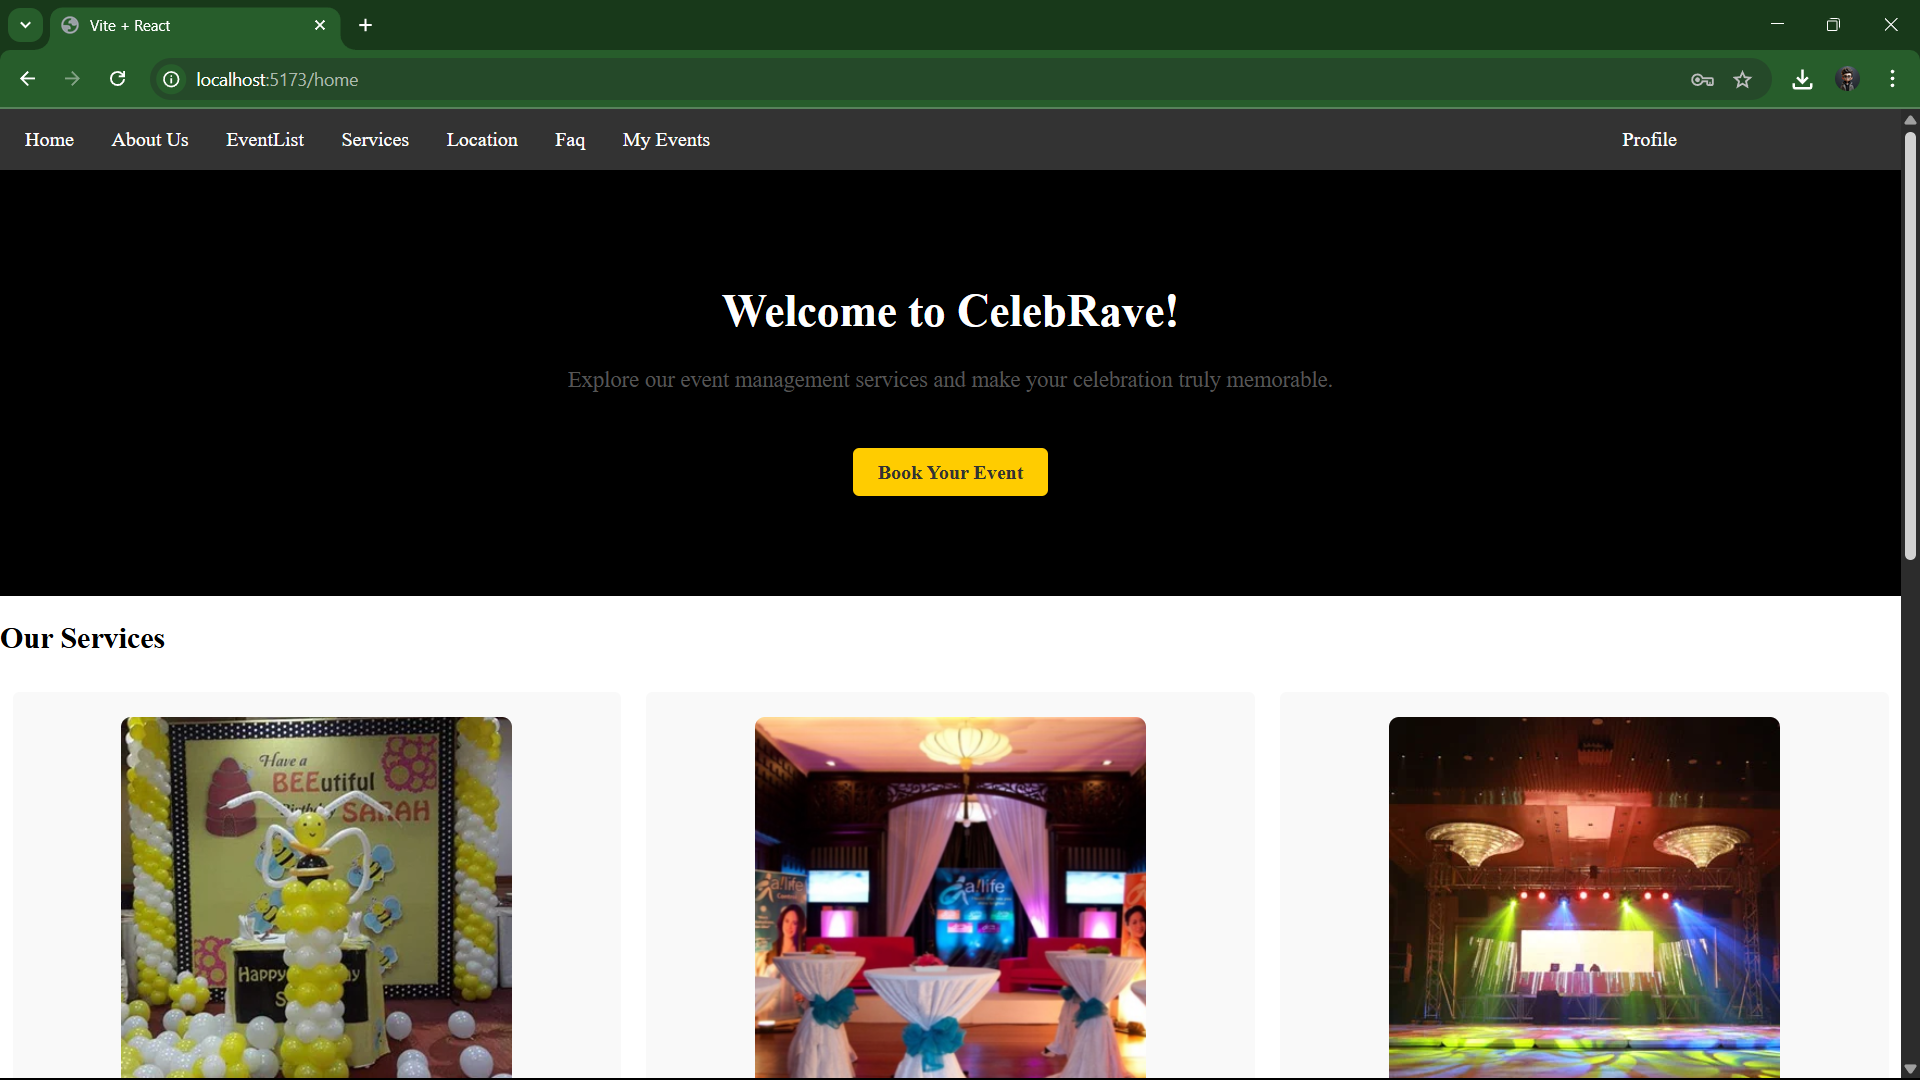 Vite + React
localhost:5173/home
Home About Us EventList Services Location Faq My Events Profile
Welcome to CelebRave!
Explore our event management services and make your celebration truly memorable.
Book Your Event
Our Services
Have a
BEEutiful
Birthday
SARAH
Happy
ay
S
a!life
a!life